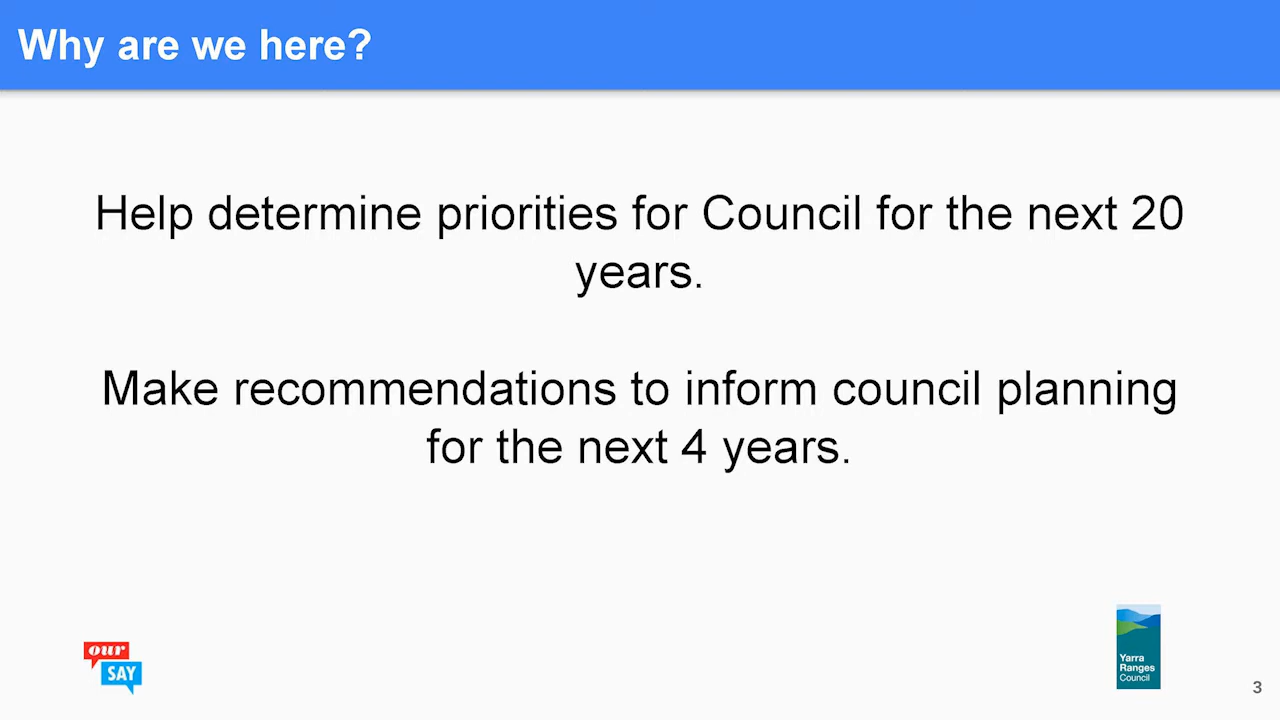 Why are we here?
Help determine priorities for Council for the next 20
years.
Make recommendations to inform council planning
for the next 4 years.
our
SAY
Yarra
Ranges
Council
3